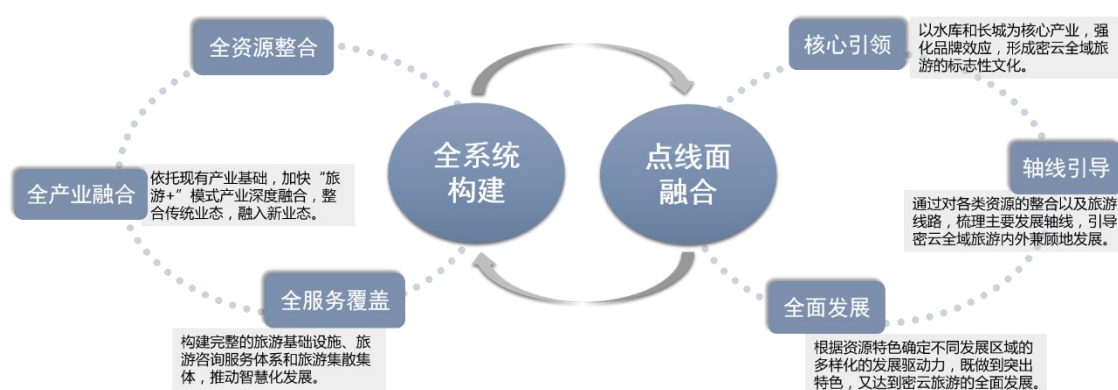 全资源整合
全产业融合
依托现有产业基础，加快“旅
游+”模式产业深度融合，整
合传统业态，融入新业态。
全服务覆盖
构建完整的旅游基础设施、旅
游咨询服务体系和旅游集散集
体，推动智慧化发展。
全系统
构建
点线面
融合
核心引领
以水库和长城为核心产业，强
化品牌效应，形成密云全域旅
游的标志性文化。
轴线引导
通过对各类资源的整合以及旅游
线路，梳理主要发展轴线，引导
密云全域旅游内外兼顾地发展。
全面发展
根据资源特色确定不同发展区域的
多样化的发展驱动力，既做到突出
特色，又达到密云旅游的全面发展。